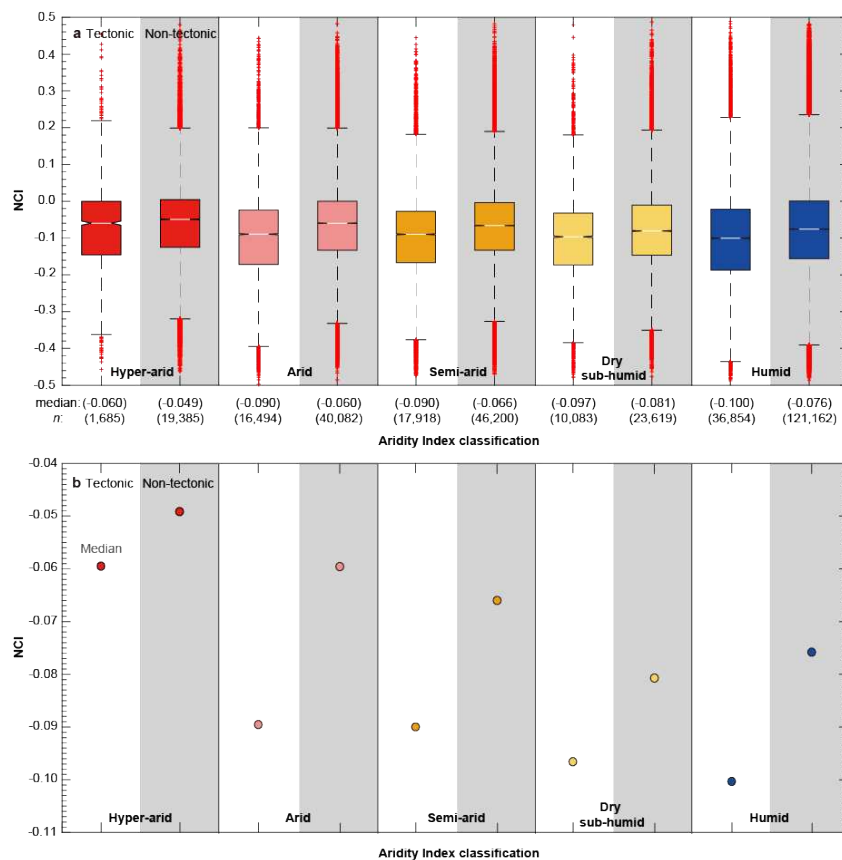 a Tectonic Non-tectonic
0.5
0.4
0.3
0.2
0.1
0.0
-0.1
-0.2
-0.3
-0.4
-0.5
NCI
Hyper-arid Arid Semi-arid Dry sub-humid Humid
median: (-0.060) (-0.049) (-0.090) (-0.060) (-0.090) (-0.066) (-0.097) (-0.081) (-0.100) (-0.076)
n: (1,685) (19,385) (16,494) (40,082) (17,918) (46,200) (10,083) (23,619) (36,854) (121,162)
Aridity Index classification
b Tectonic Non-tectonic
-0.04
-0.05
-0.06
-0.07
-0.08
-0.09
-0.10
-0.11
NCI
Median
Hyper-arid Arid Semi-arid Dry sub-humid Humid
Aridity Index classification